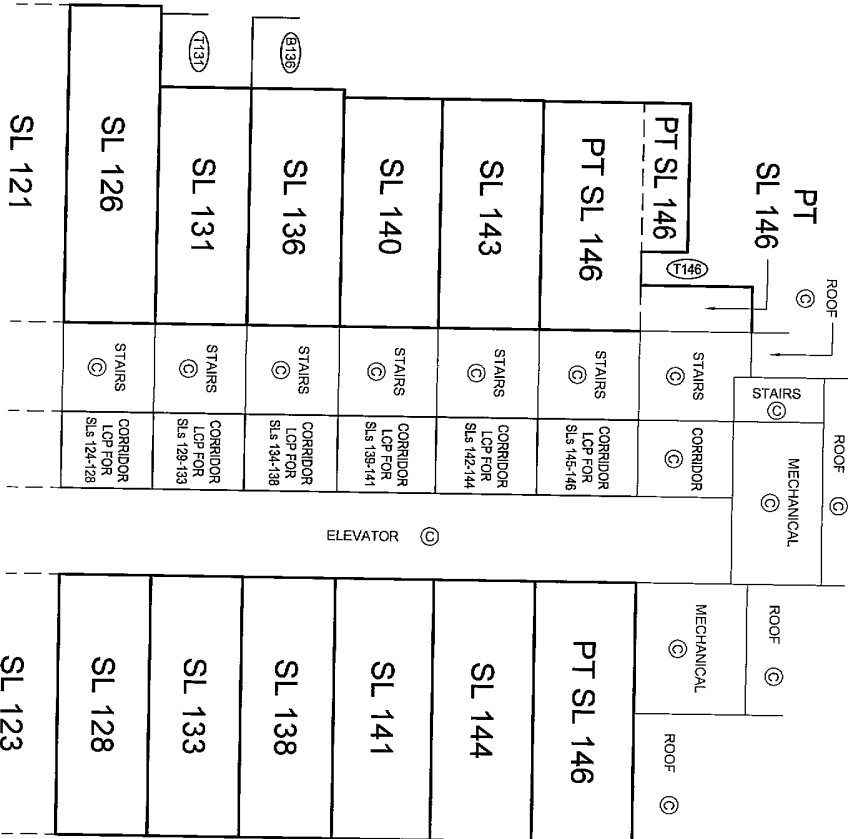 ROOF
Ⓒ
ROOF
Ⓒ
ROOF
Ⓒ
ROOF
Ⓒ
PT
SL 146
STAIRS
Ⓒ
MECHANICAL
Ⓒ
PT SL 146
T146
STAIRS
Ⓒ
CORRIDOR
Ⓒ
MECHANICAL
Ⓒ
PT SL 146
STAIRS
Ⓒ
CORRIDOR
LCP FOR
SLs 145-146
PT SL 146
SL 143
STAIRS
Ⓒ
CORRIDOR
LCP FOR
SLs 142-144
SL 144
SL 140
STAIRS
Ⓒ
CORRIDOR
LCP FOR
SLs 139-141
ELEVATOR Ⓒ
SL 141
B136
SL 136
STAIRS
Ⓒ
CORRIDOR
LCP FOR
SLs 134-138
SL 138
T131
SL 131
STAIRS
Ⓒ
CORRIDOR
LCP FOR
SLs 129-133
SL 133
SL 126
STAIRS
Ⓒ
CORRIDOR
LCP FOR
SLs 124-128
SL 128
SL 121
SL 123